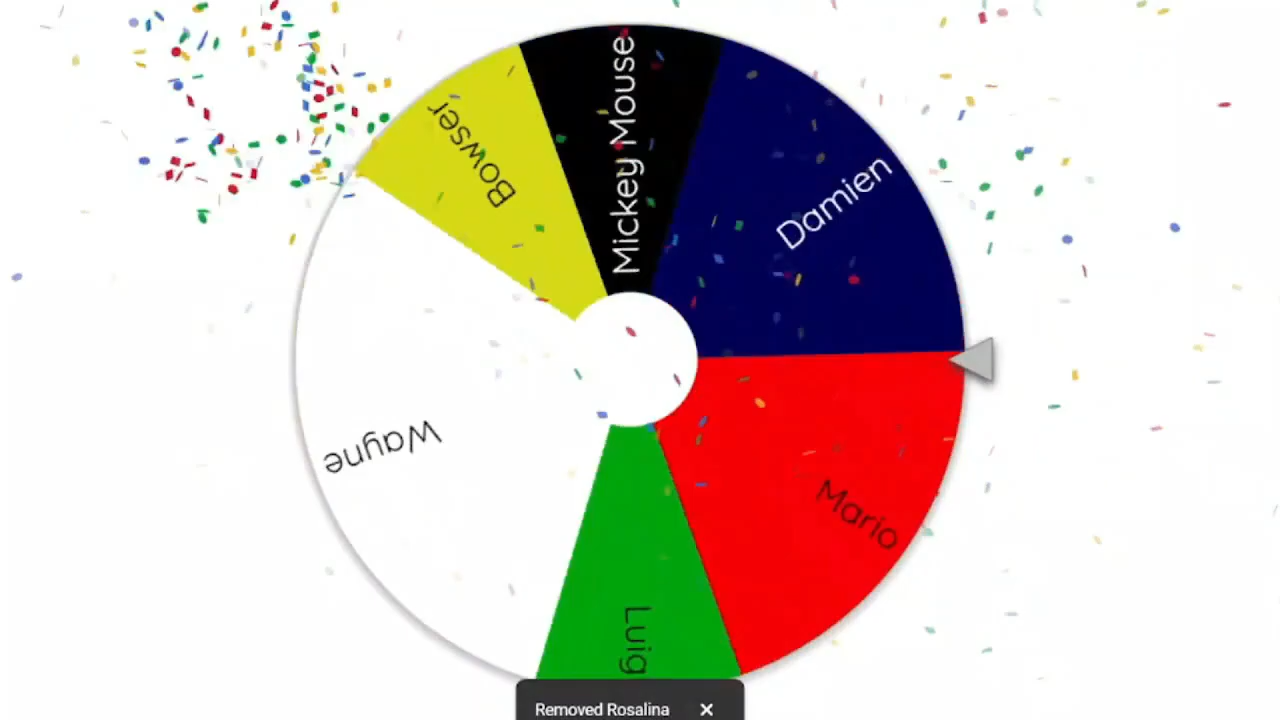 Bowser
Mickey Mouse
Damien
Wayne
Mario
Luig
Removed Rosalina ×